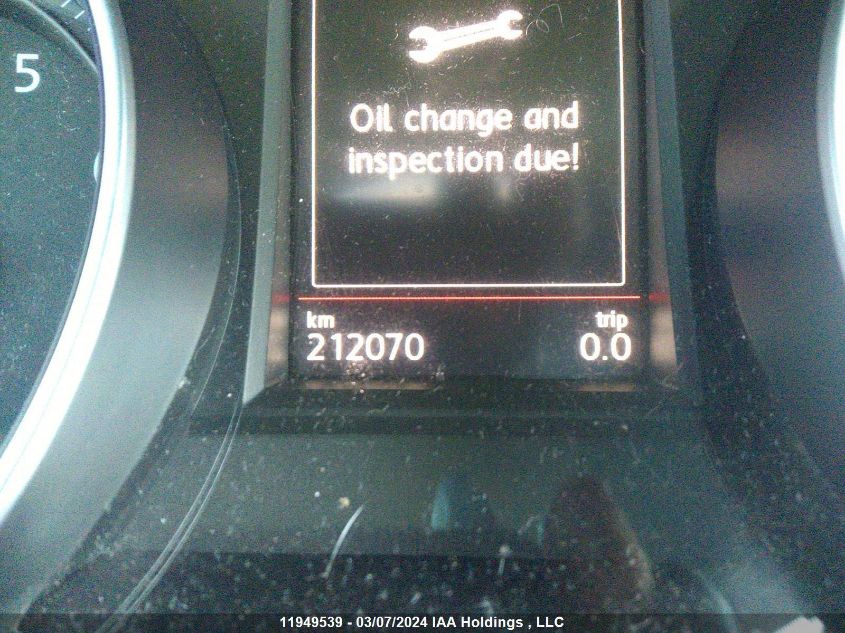 5
Oil change and
inspection due!
km trip
212070 0.0
11949539 - 03/07/2024 IAA Holdings , LLC